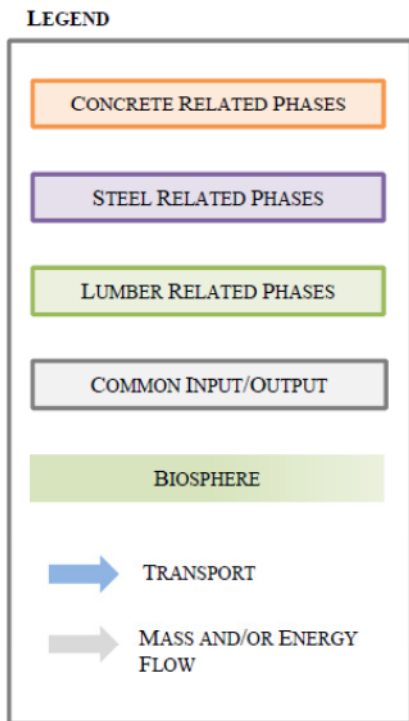 LEGEND
CONCRETE RELATED PHASES
STEEL RELATED PHASES
LUMBER RELATED PHASES
COMMON INPUT/OUTPUT
BIOSPHERE
TRANSPORT
MASS AND/OR ENERGY
FLOW